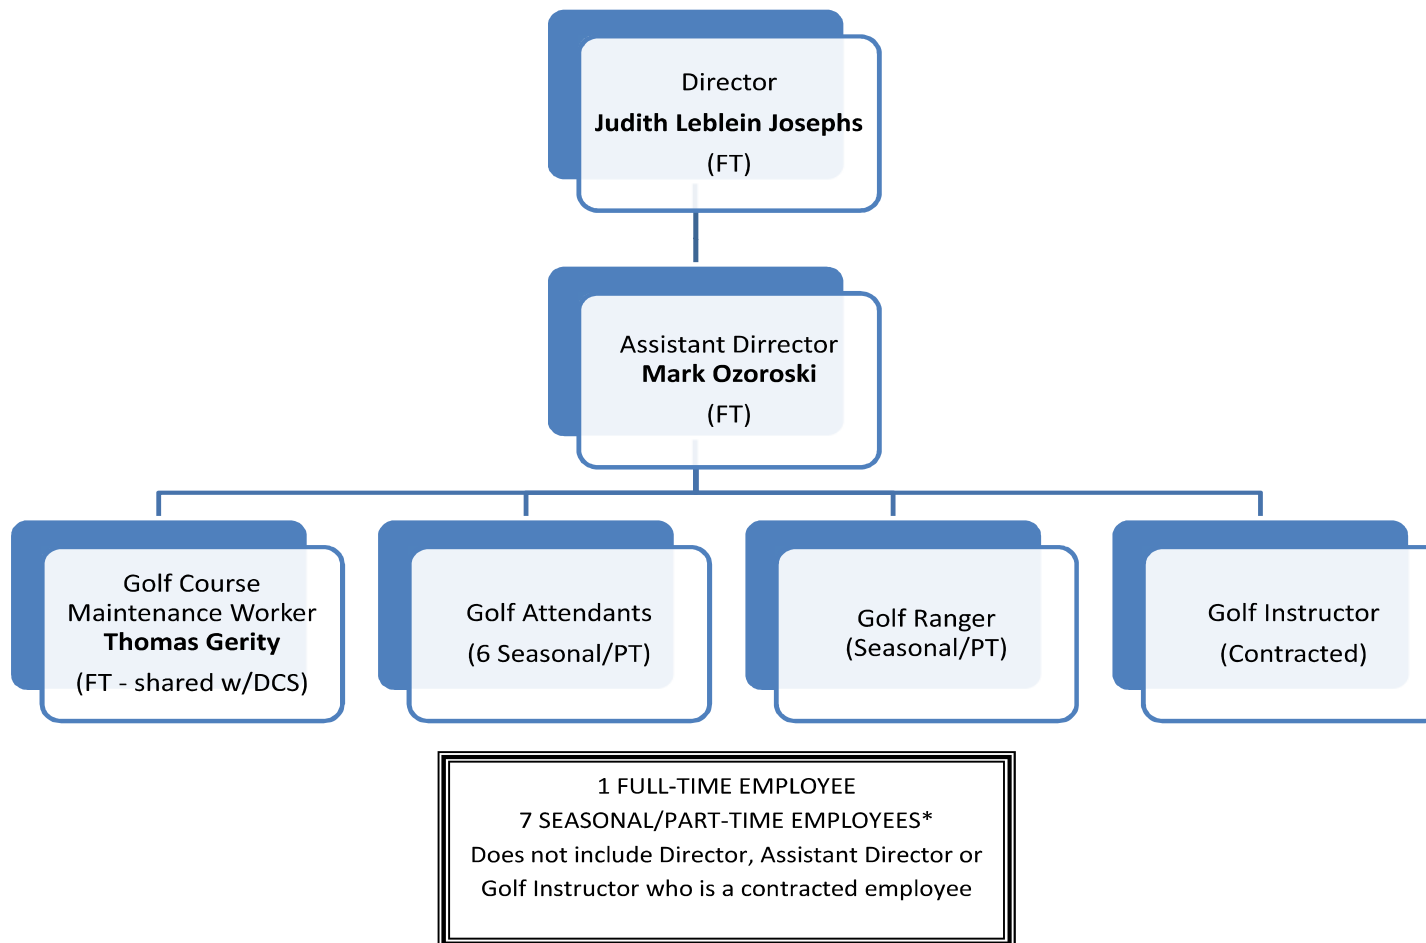 Director
Judith Leblein Josephs
(FT)
Assistant Dirrector
Mark Ozoroski
(FT)
Golf Course
Maintenance Worker
Thomas Gerity
(FT - shared w/DCS)
Golf Attendants
(6 Seasonal/PT)
Golf Ranger
(Seasonal/PT)
Golf Instructor
(Contracted)
1 FULL-TIME EMPLOYEE
7 SEASONAL/PART-TIME EMPLOYEES*
Does not include Director, Assistant Director or
Golf Instructor who is a contracted employee